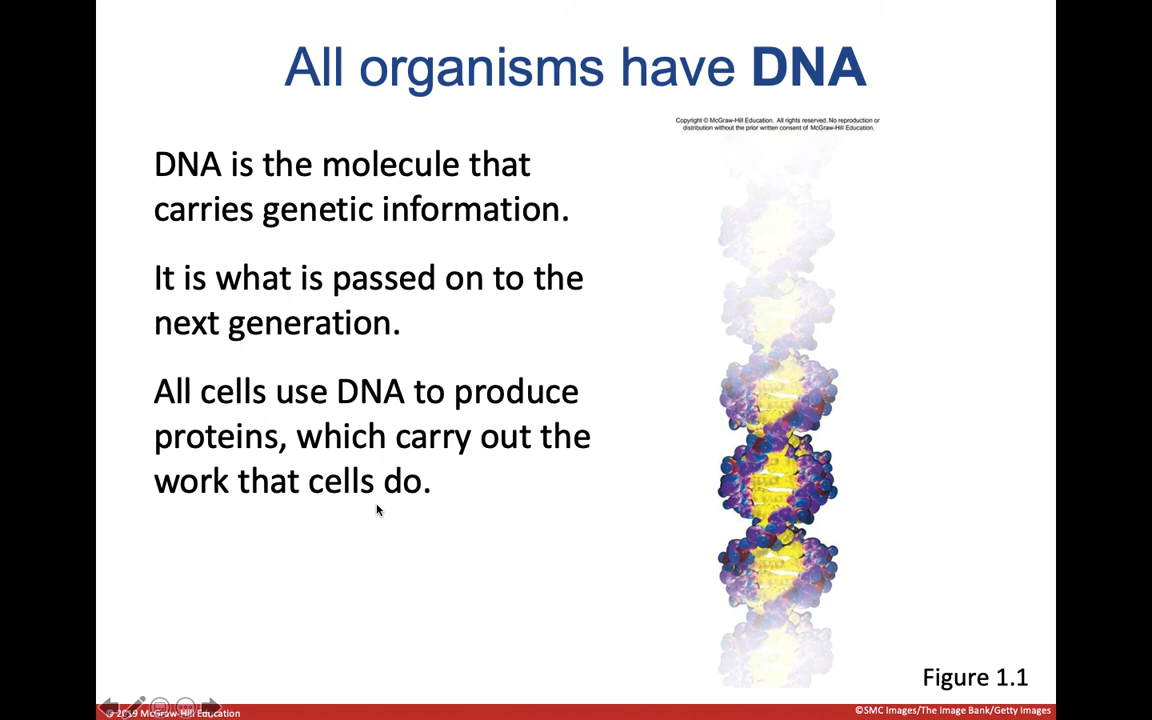 All organisms have DNA
Copyright © McGraw-Hill Education. All rights reserved. No reproduction or
distribution without the prior written consent of McGraw-Hill Education.
DNA is the molecule that
carries genetic information.
It is what is passed on to the
next generation.
All cells use DNA to produce
proteins, which carry out the
work that cells do.
Figure 1.1
© 2019 McGraw-Hill Education
©SMC Images/The Image Bank/Getty Images